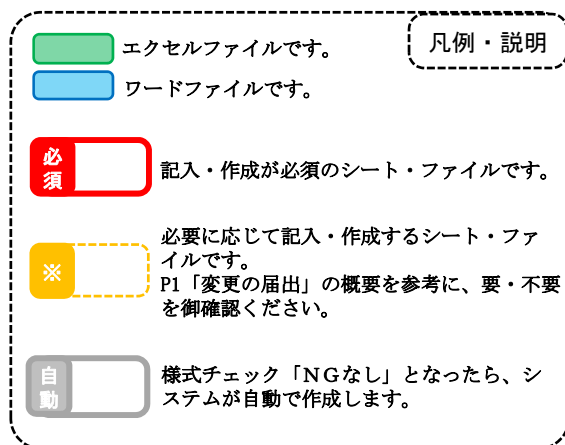 凡例・説明
エクセルファイルです。
ワードファイルです。
必須
記入・作成が必須のシート・ファイルです。
※
必要に応じて記入・作成するシート・ファ
イルです。
P1「変更の届出」の概要を参考に、要・不要
を御確認ください。
自動
様式チェック「ＮＧなし」となったら、シ
ステムが自動で作成します。